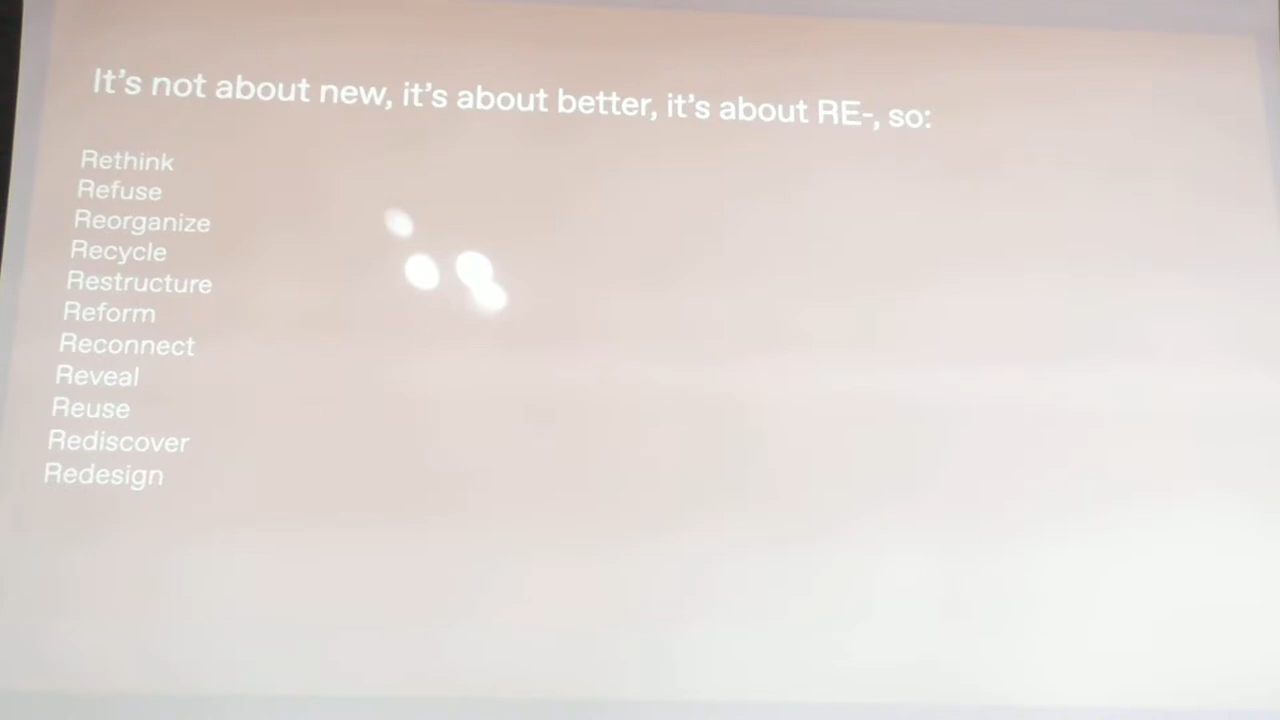 It's not about new, it's about better, it's about RE-, so:
Rethink
Refuse
Reorganize
Recycle
Restructure
Reform
Reconnect
Reveal
Reuse
Rediscover
Redesign